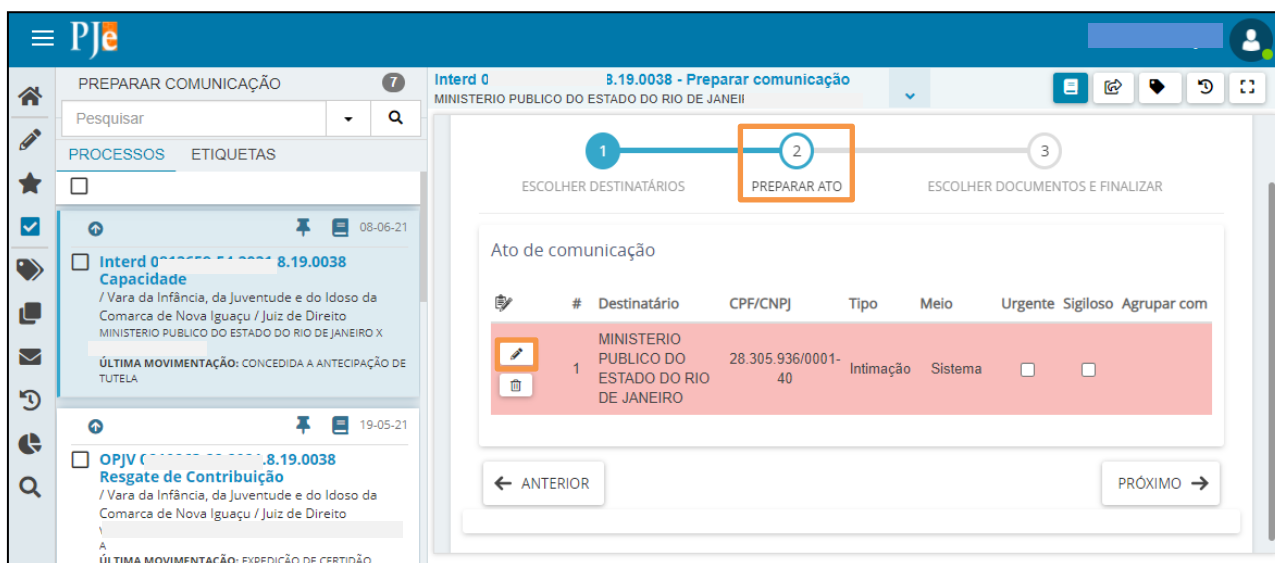 PJe
PREPARAR COMUNICAÇÃO 7
Pesquisar
PROCESSOS ETIQUETAS
08-06-21
Interd 8.19.0038
Capacidade
/ Vara da Infância, da Juventude e do Idoso da
Comarca de Nova Iguaçu / Juiz de Direito
MINISTERIO PUBLICO DO ESTADO DO RIO DE JANEIRO X
ÚLTIMA MOVIMENTAÇÃO: CONCEDIDA A ANTECIPAÇÃO DE
TUTELA
19-05-21
OPJV .8.19.0038
Resgate de Contribuição
/ Vara da Infância, da Juventude e do Idoso da
Comarca de Nova Iguaçu / Juiz de Direito
A
ÚLTIMA MOVIMENTAÇÃO: EXPEDIÇÃO DE CERTIDÃO
Interd 0 8.19.0038 - Preparar comunicação
MINISTERIO PUBLICO DO ESTADO DO RIO DE
1 2 3
ESCOLHER DESTINATÁRIOS PREPARAR ATO ESCOLHER DOCUMENTOS E FINALIZAR
Ato de comunicação
# Destinatário CPF/CNPJ Tipo Meio Urgente Sigiloso Agrupar com
1 MINISTERIO PUBLICO DO ESTADO DO RIO DE JANEIRO 28.305.936/0001-40 Intimação Sistema
ANTERIOR PRÓXIMO